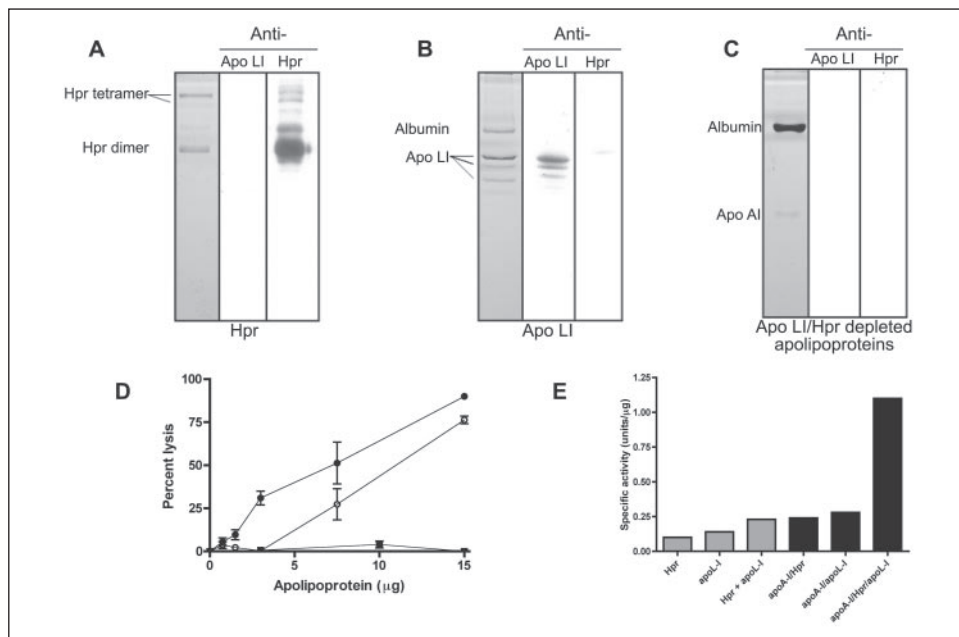 A
Anti-
Apo LI Hpr
Hpr tetramer
Hpr dimer
Hpr
B
Anti-
Apo LI Hpr
Albumin
Apo LI
Apo LI
C
Anti-
Apo LI Hpr
Albumin
Apo AI
Apo LI/Hpr depleted
apolipoproteins
D
Percent lysis
100
75
50
25
0
0 5 10 15
Apolipoprotein (μg)
E
Specific activity (units/μg)
1.25
1.00
0.75
0.50
0.25
0.00
Hpr
apoL-I
Hpr + apoL-I
apoA-I/Hpr
apoA-I/apoL-I
apoA-I/Hpr/apoL-I